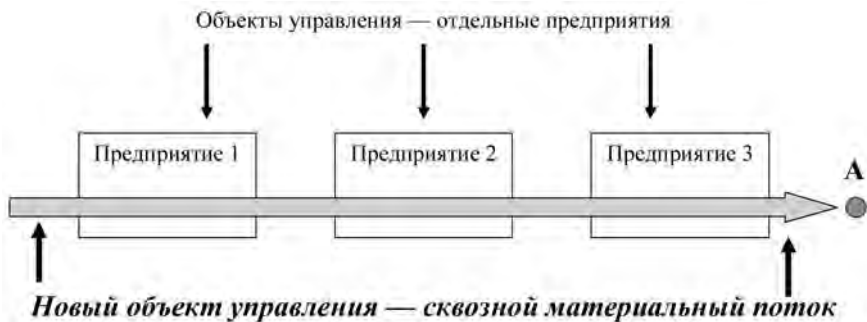 Объекты управления — отдельные предприятия
Предприятие 1
Предприятие 2
Предприятие 3
А
Новый объект управления — сквозной материальный поток